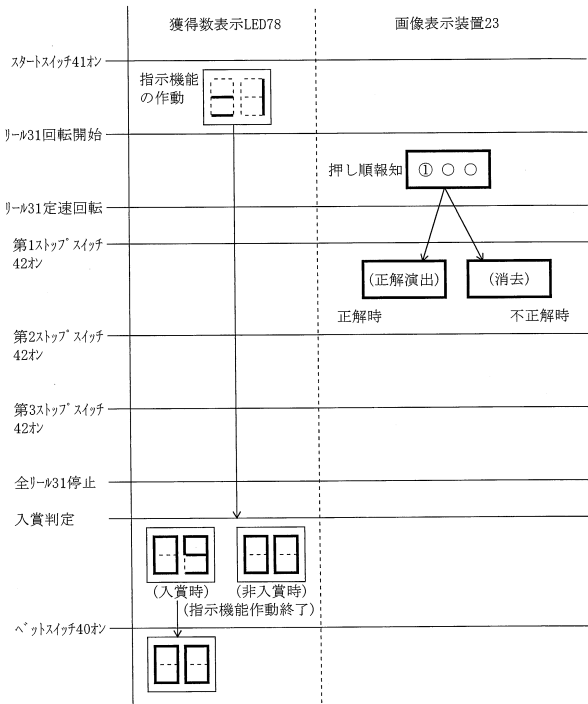 獲得数表示LED78
画像表示装置23
スタートスイッチ41オン
指示機能
の作動
リール31回転開始
押し順報知
①○○
リール31定速回転
第1ストップスイッチ
42オン
(正解演出)
(消去)
正解時
不正解時
第2ストップスイッチ
42オン
第3ストップスイッチ
42オン
全リール31停止
入賞判定
09
00
(入賞時)
(非入賞時)
(指示機能作動終了)
ベットスイッチ40オン
00